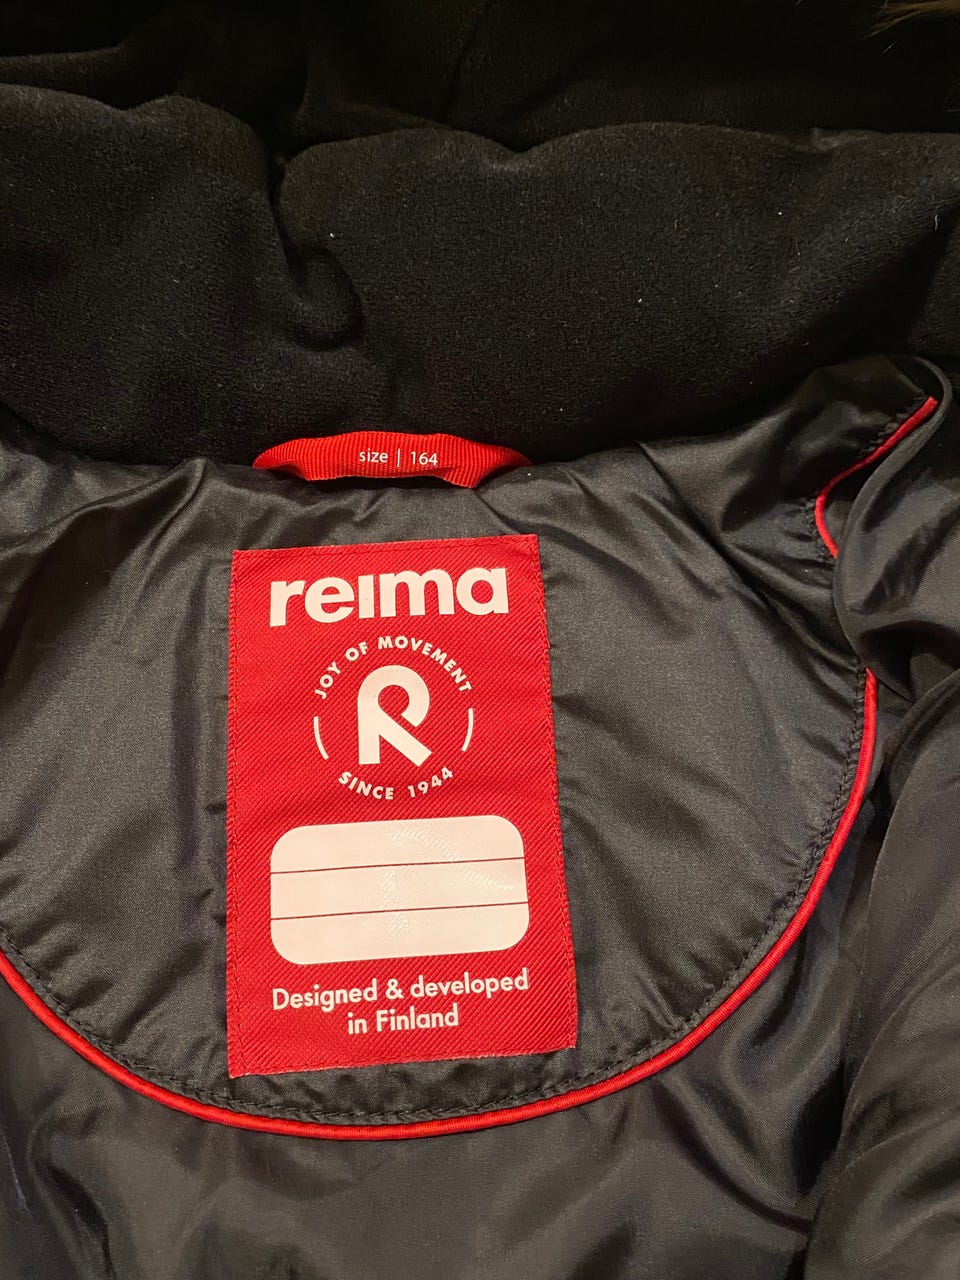 size | 164
reima
JOY OF MOVEMENT
R
SINCE 1944
Designed & developed
in Finland